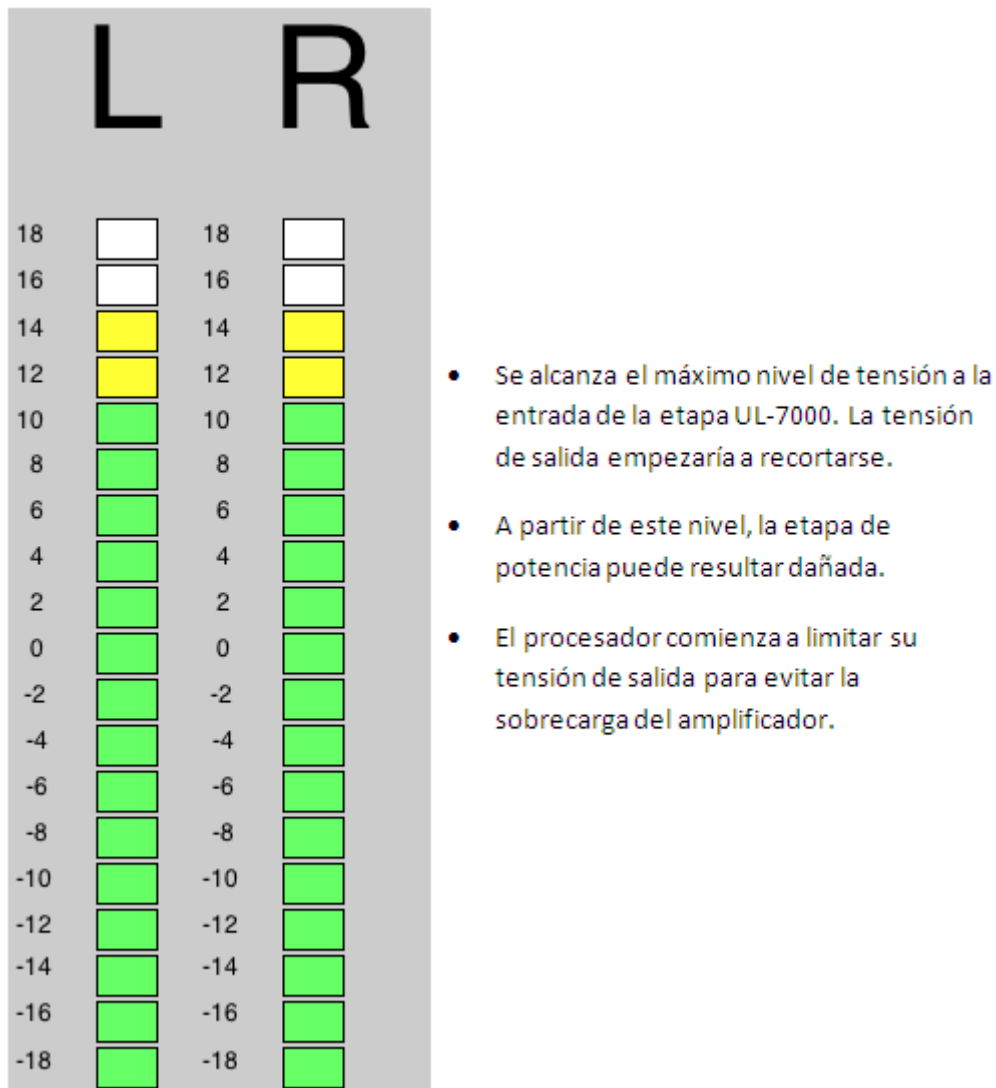 L R
18 18
16 16
14 14
12 12
10 10
8 8
6 6
4 4
2 2
0 0
-2 -2
-4 -4
-6 -6
-8 -8
-10 -10
-12 -12
-14 -14
-16 -16
-18 -18
• Se alcanza el máximo nivel de tensión a la
entrada de la etapa UL-7000. La tensión
de salida empezaría a recortarse.
• A partir de este nivel, la etapa de
potencia puede resultar dañada.
• El procesador comienza a limitar su
tensión de salida para evitar la
sobrecarga del amplificador.